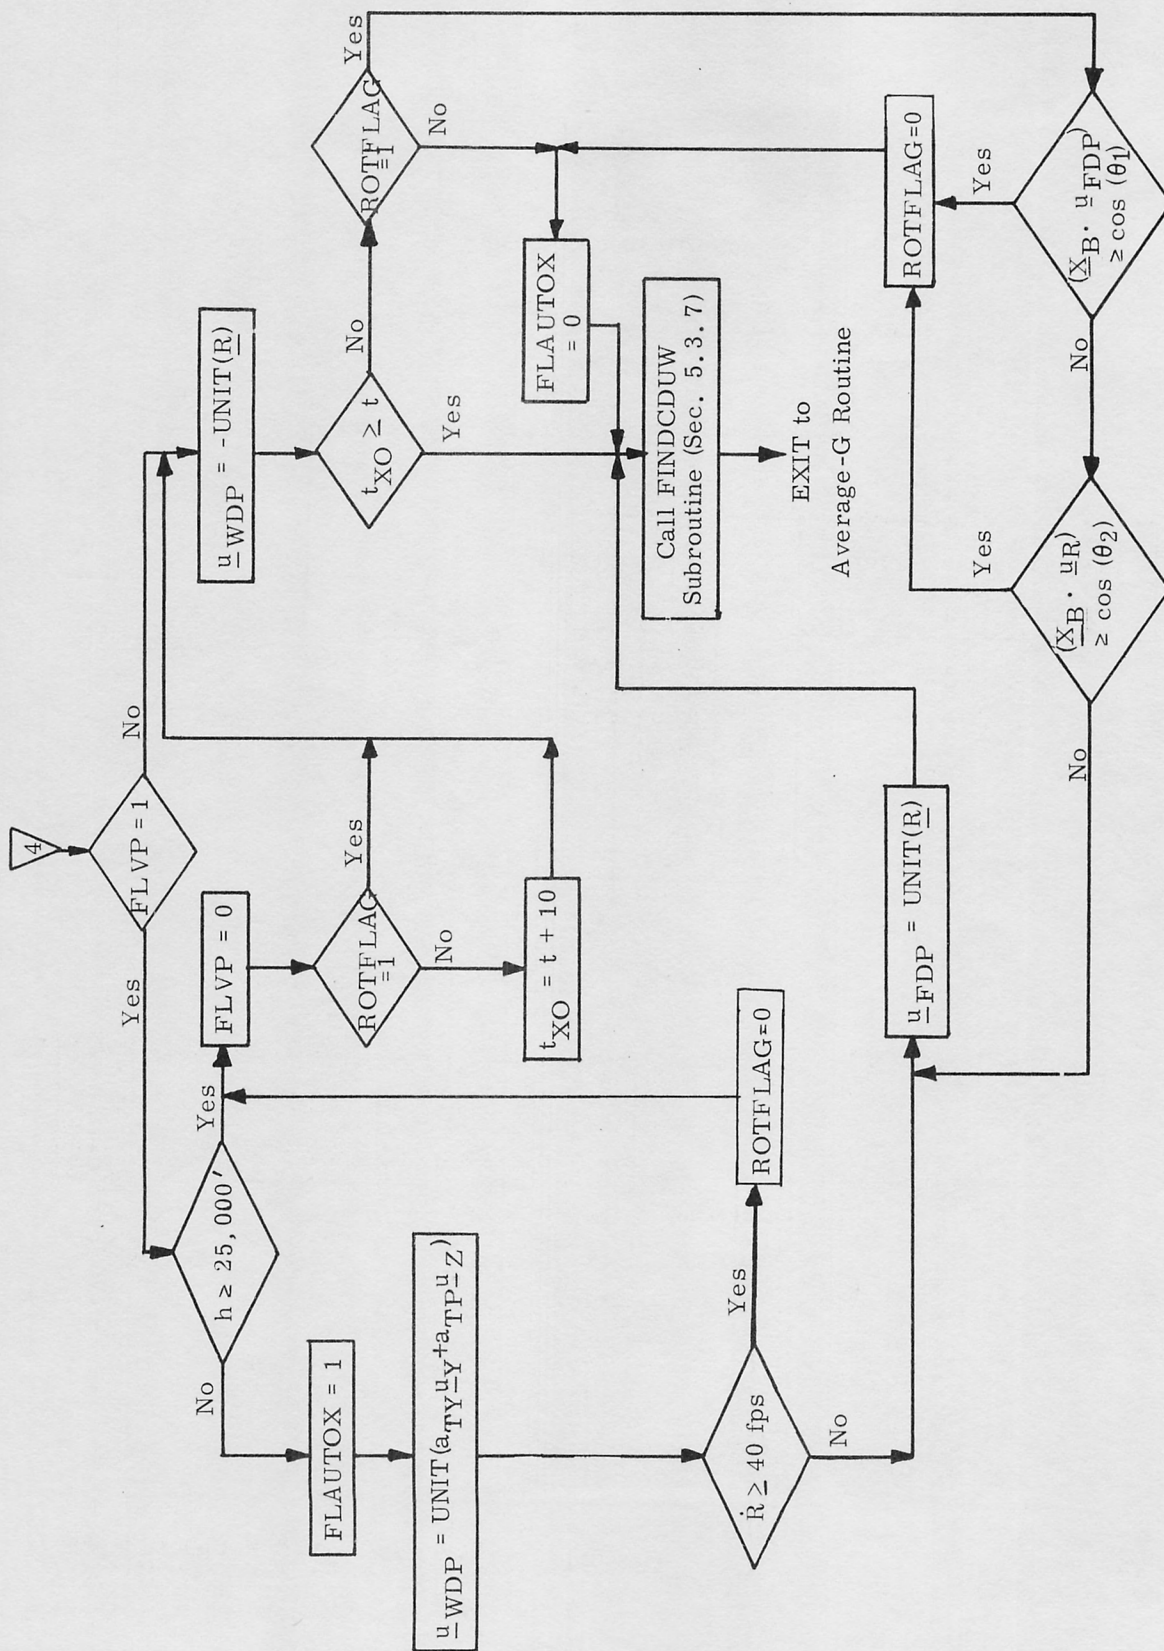 4
FLVP = 1
Yes
No
h ≥ 25,000'
Yes
No
FLVP = 0
ROTFLAG
=1
Yes
No
t_XO = t + 10
FLAUTOX = 1
u_WDP = UNIT(a_TY u_Y + a_TP u_Z)
Ṙ ≥ 40 fps
Yes
No
ROTFLAG=0
u_FDP = UNIT(R)
u_WDP = -UNIT(R)
t_XO ≥ t
No
Yes
ROTFLAG
=1
Yes
No
FLAUTOX
= 0
Call FINDCDUW
Subroutine (Sec. 5.3.7)
EXIT to
Average-G Routine
ROTFLAG=0
Yes
(X_B · u_FDP)
≥ cos (θ1)
No
Yes
(X_B · u_R)
≥ cos (θ2)
No